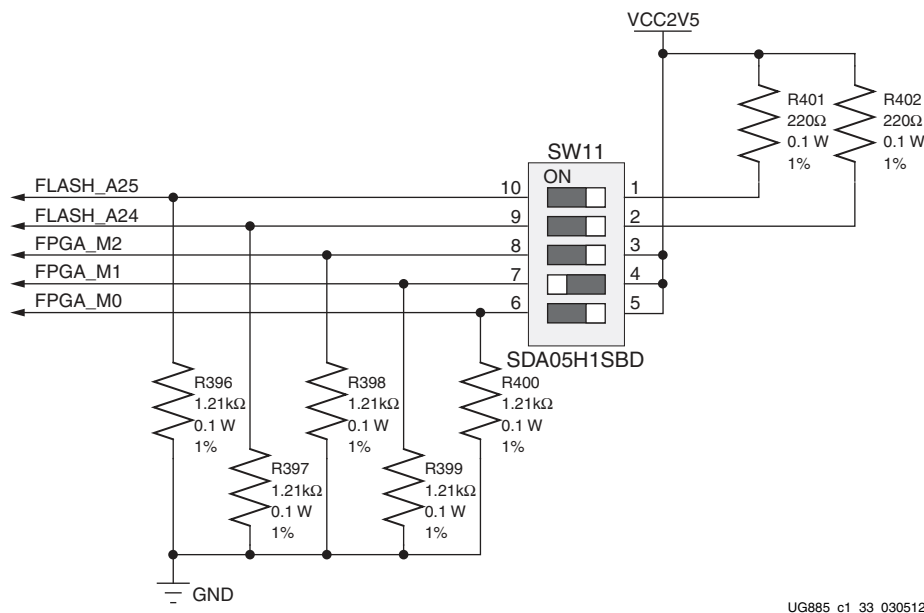 VCC2V5
R401
220Ω
0.1 W
1%
R402
220Ω
0.1 W
1%
SW11
ON
FLASH_A25
10
1
FLASH_A24
9
2
FPGA_M2
8
3
FPGA_M1
7
4
FPGA_M0
6
5
SDA05H1SBD
R396
1.21kΩ
0.1 W
1%
R398
1.21kΩ
0.1 W
1%
R400
1.21kΩ
0.1 W
1%
R397
1.21kΩ
0.1 W
1%
R399
1.21kΩ
0.1 W
1%
GND
UG885_c1_33_030512